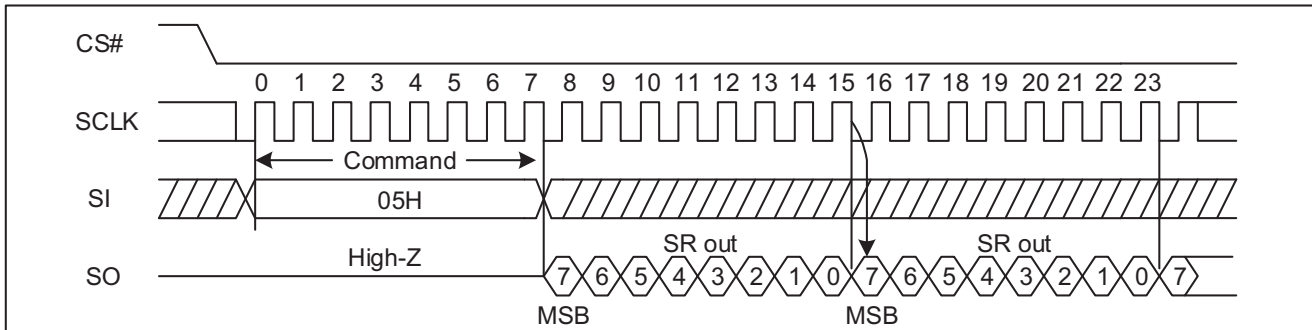 CS#
0 1 2 3 4 5 6 7 8 9 10 11 12 13 14 15 16 17 18 19 20 21 22 23
SCLK
Command
SI 05H
High-Z SR out SR out
SO 7 6 5 4 3 2 1 0 7 6 5 4 3 2 1 0 7
MSB MSB